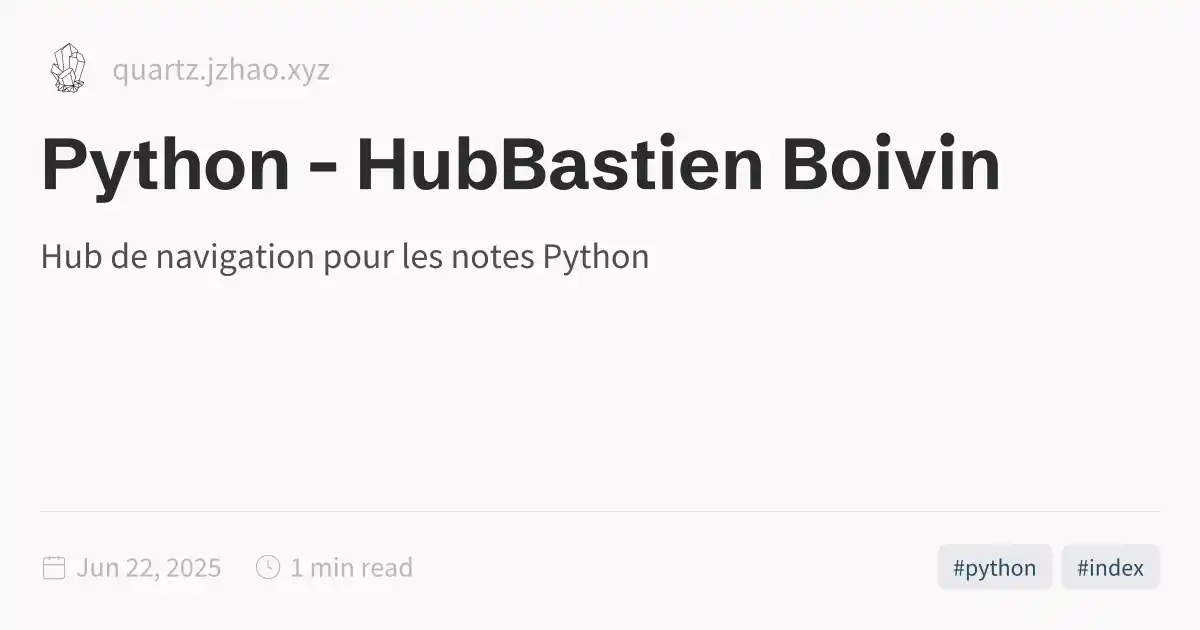 quartz.jzhao.xyz
Python - HubBastien Boivin
Hub de navigation pour les notes Python
Jun 22, 2025 1 min read #python #index